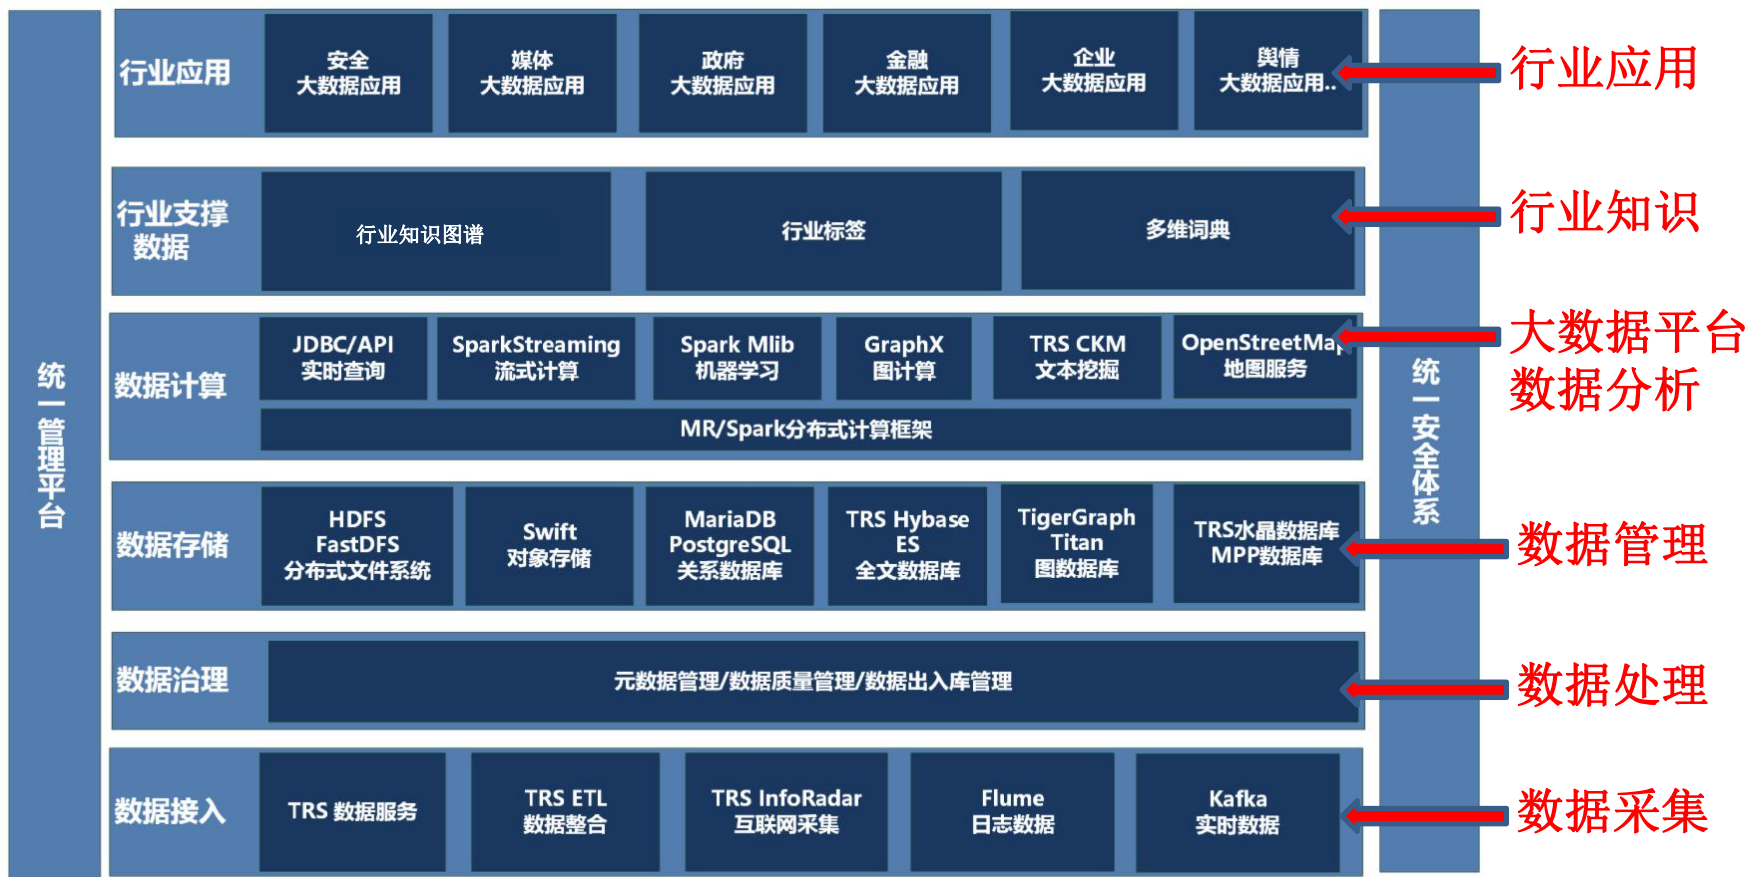 统一管理平台
行业应用
安全
大数据应用
媒体
大数据应用
政府
大数据应用
金融
大数据应用
企业
大数据应用
舆情
大数据应用..
行业应用
行业支撑
数据
行业知识图谱
行业标签
多维词典
行业知识
数据计算
JDBC/API
实时查询
SparkStreaming
流式计算
Spark Mlib
机器学习
GraphX
图计算
TRS CKM
文本挖掘
OpenStreetMap
地图服务
MR/Spark分布式计算框架
大数据平台
数据分析
数据存储
HDFS
FastDFS
分布式文件系统
Swift
对象存储
MariaDB
PostgreSQL
关系数据库
TRS Hybase
ES
全文数据库
TigerGraph
Titan
图数据库
TRS水晶数据库
MPP数据库
数据管理
数据治理
元数据管理/数据质量管理/数据出入库管理
数据处理
数据接入
TRS 数据服务
TRS ETL
数据整合
TRS InfoRadar
互联网采集
Flume
日志数据
Kafka
实时数据
数据采集
统一安全体系